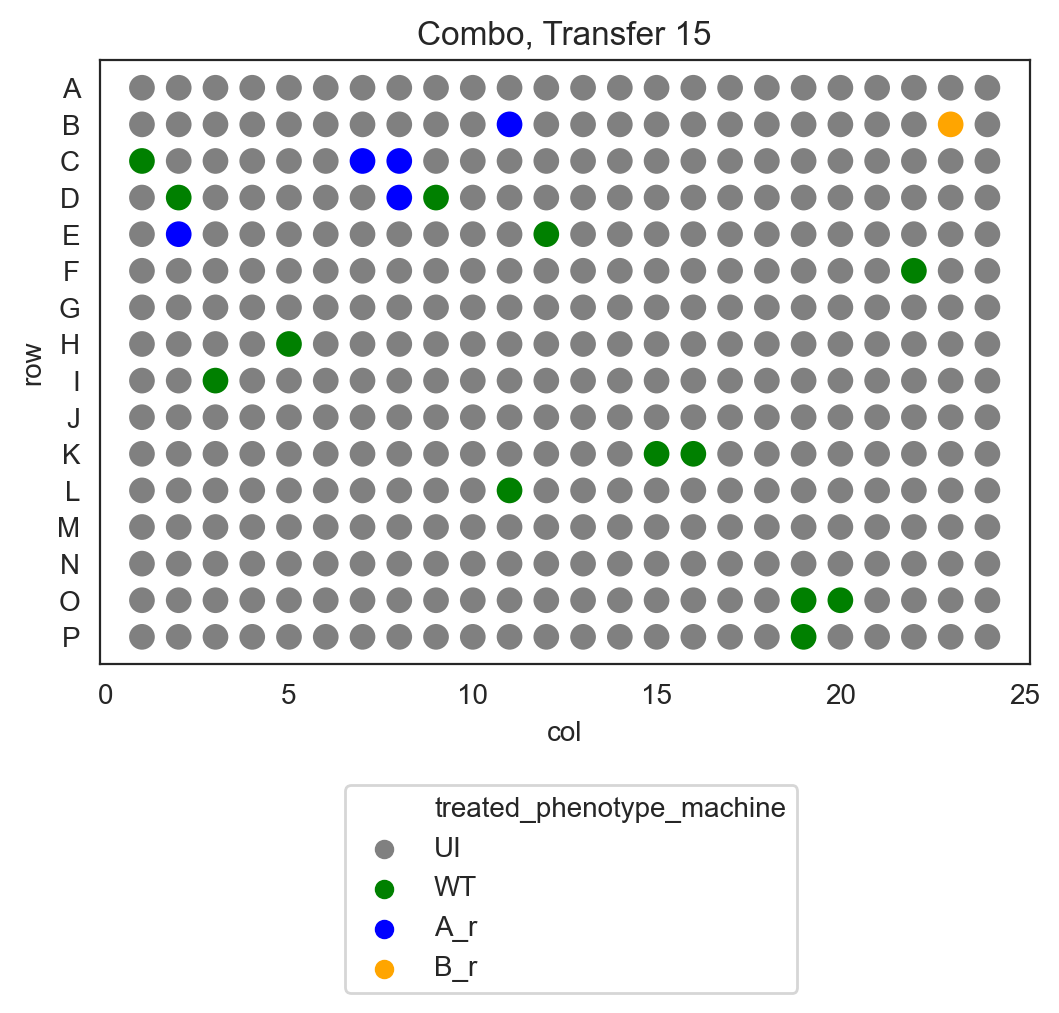 Combo, Transfer 15
A
B
C
D
E
F
G
H
I
J
K
L
M
N
O
P
row
0 5 10 15 20 25
col
treated_phenotype_machine
UI
WT
A_r
B_r